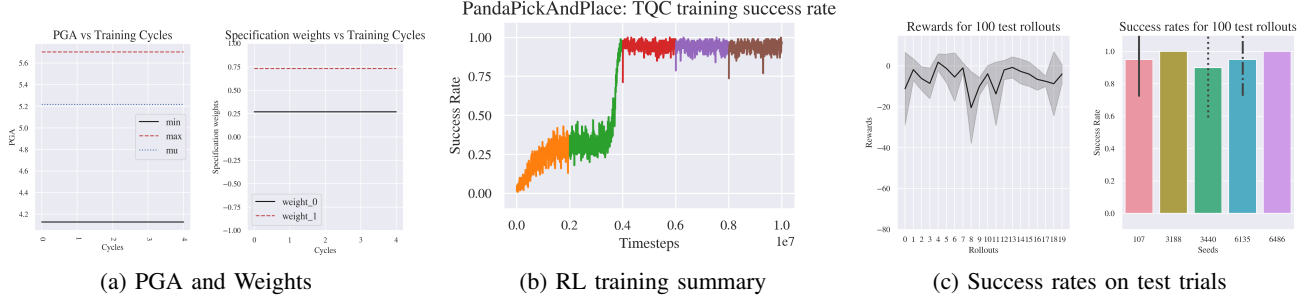 PGA vs Training Cycles
5.6
5.4
5.2
5.0
4.8
4.6
4.4
4.2
PGA
min
max
mu
0
1
2
3
4
Cycles
Specification weights vs Training Cycles
1.00
0.75
0.50
0.25
0.00
−0.25
−0.50
−0.75
−1.00
Specification weights
weight_0
weight_1
0 1 2 3 4
Cycles
(a) PGA and Weights
PandaPickAndPlace: TQC training success rate
1.00
0.75
0.50
0.25
0.00
Success Rate
0.0 0.2 0.4 0.6 0.8 1.0
1e7
Timesteps
(b) RL training summary
Rewards for 100 test rollouts
0
−20
−40
−60
−80
Rewards
0 1 2 3 4 5 6 7 8 9 10 11 12 13 14 15 16 17 18 19
Rollouts
Success rates for 100 test rollouts
1.0
0.8
0.6
0.4
0.2
0.0
Success Rate
107 3188 3440 6135 6486
Seeds
(c) Success rates on test trials